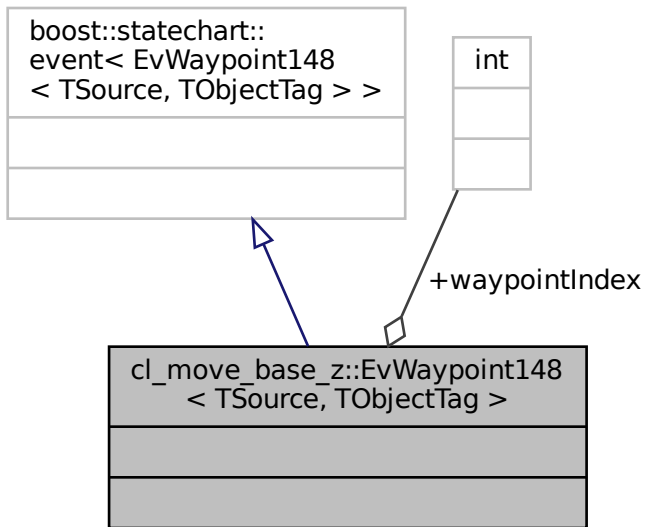 boost::statechart::
event< EvWaypoint148
< TSource, TObjectTag > >
int
+waypointIndex
cl_move_base_z::EvWaypoint148
< TSource, TObjectTag >